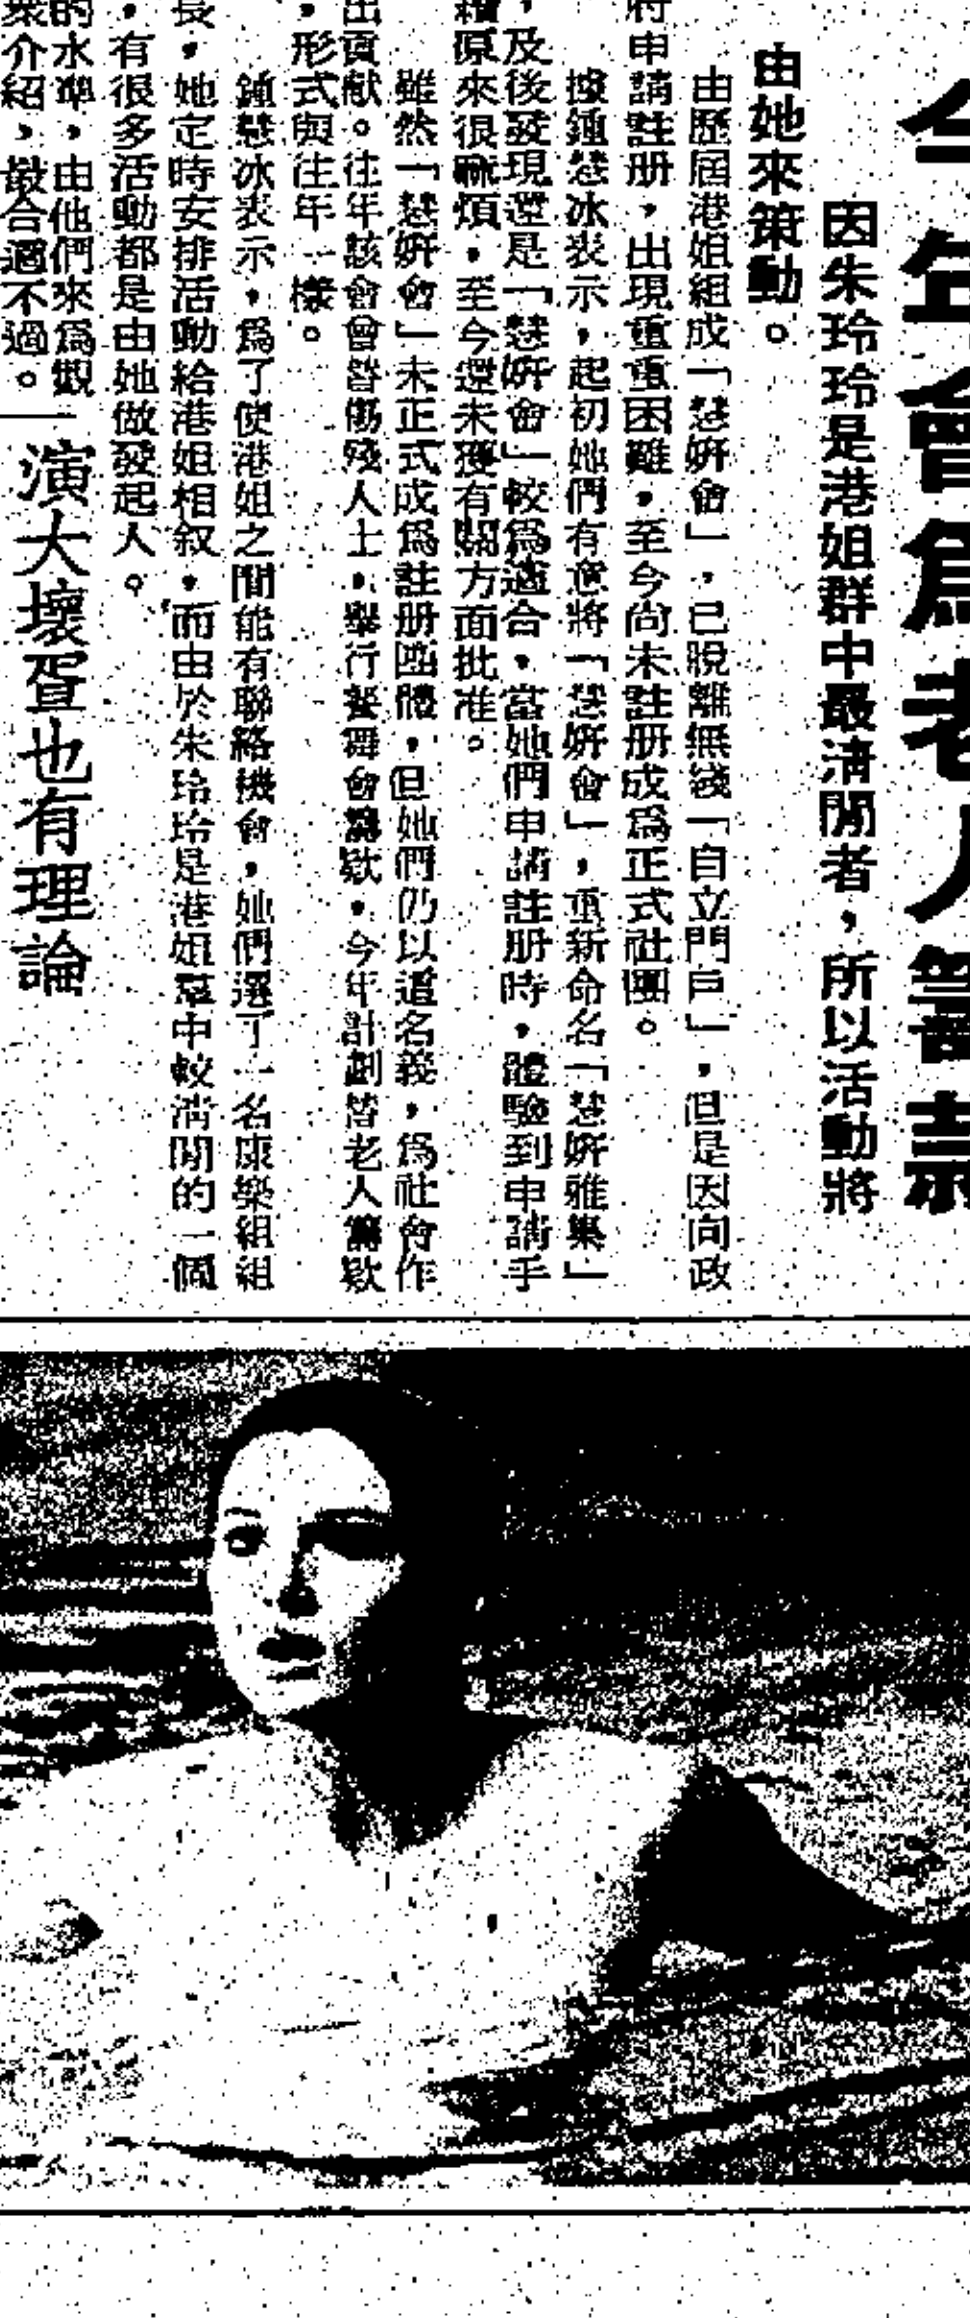 今年會爲老人籌款
因朱玲玲是港姐群中最清閒者，所以活動將
由她來策動。
由歷屆港姐組成「慧妍會」，已脫離無綫「自立門戶」，但是因向政
府申請註册，出現重重困難，至今尚未註册成爲正式社團。
據鍾慧冰表示，起初她們有意將「慧妍會」，重新命名「慧妍雅集」
，及後發現還是「慧妍會」較爲適合，當她們申請註册時，體驗到申請手
續原來很麻煩，至今還未獲有關方面批准。
雖然「慧妍會」未正式成爲註册團體，但她們仍以這名義，爲社會作
出貢献。往年該會曾替傷殘人士，舉行餐舞會籌欵，今年計劃替老人籌欵
，形式與往年一樣。
鍾慧冰表示，爲了使港姐之間能有聯絡機會，她們選了一名康樂組組
長，她定時安排活動給港姐相叙，而由於朱玲玲是港姐羣中較清閒的一個
，有很多活動都是由她做發起人。
的水準，由他們來爲觀
衆介紹，最合適不過。
演大壞蛋也有理論